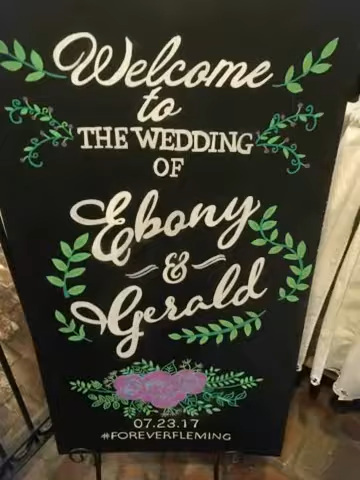 Welcome
to
THE WEDDING
OF
Ebony
&
Gerald
07.23.17
#FOREVERFLEMING